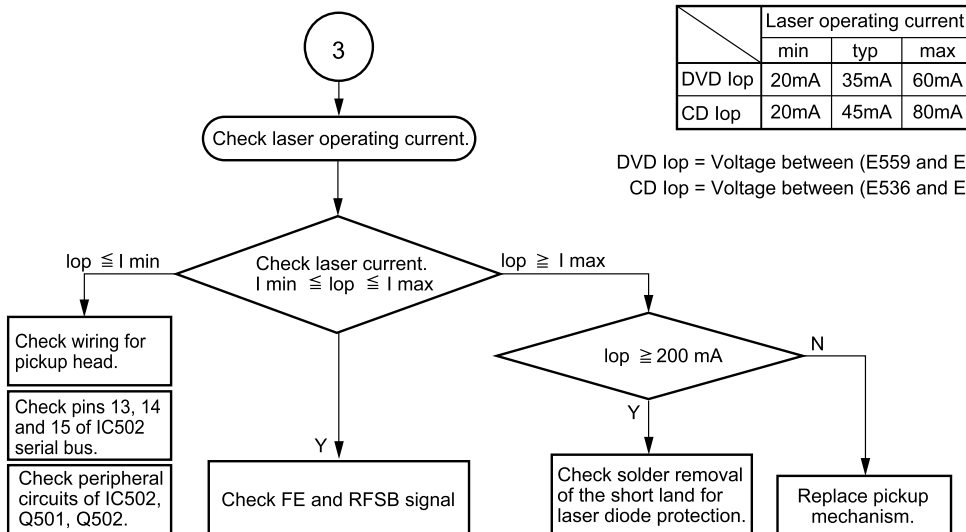 3
Check laser operating current.
Laser operating current
min typ max
DVD Iop 20mA 35mA 60mA
CD Iop 20mA 45mA 80mA
DVD Iop = Voltage between (E559 and E
CD Iop = Voltage between (E536 and E
Iop ≦ I min
Check laser current.
I min ≦ Iop ≦ I max
Iop ≧ I max
Check wiring for
pickup head.
Check pins 13, 14
and 15 of IC502
serial bus.
Check peripheral
circuits of IC502,
Q501, Q502.
Y
Check FE and RFSB signal
Iop ≧ 200 mA
N
Y
Check solder removal
of the short land for
laser diode protection.
Replace pickup
mechanism.